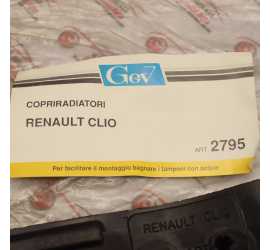 Gev
COPRIRADIATORI
RENAULT CLIO
ART. 2795
Per facilitare il montaggio bagnare i tamponi con acqua
RENAULT CLIO